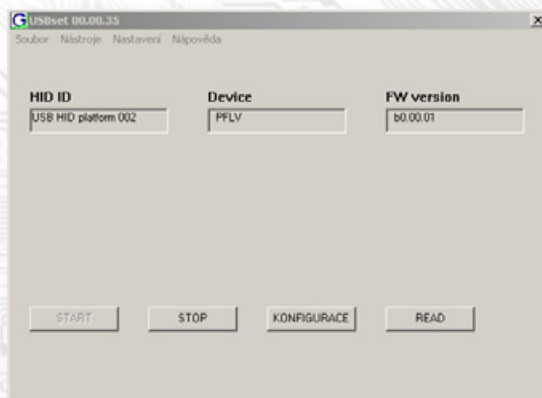 USBset 00.00.35
Soubor Nástroje Nastavení Nápověda
HID ID Device FW version
USB HID platform 002 PFLV b0.00.01
START STOP KONFIGURACE READ